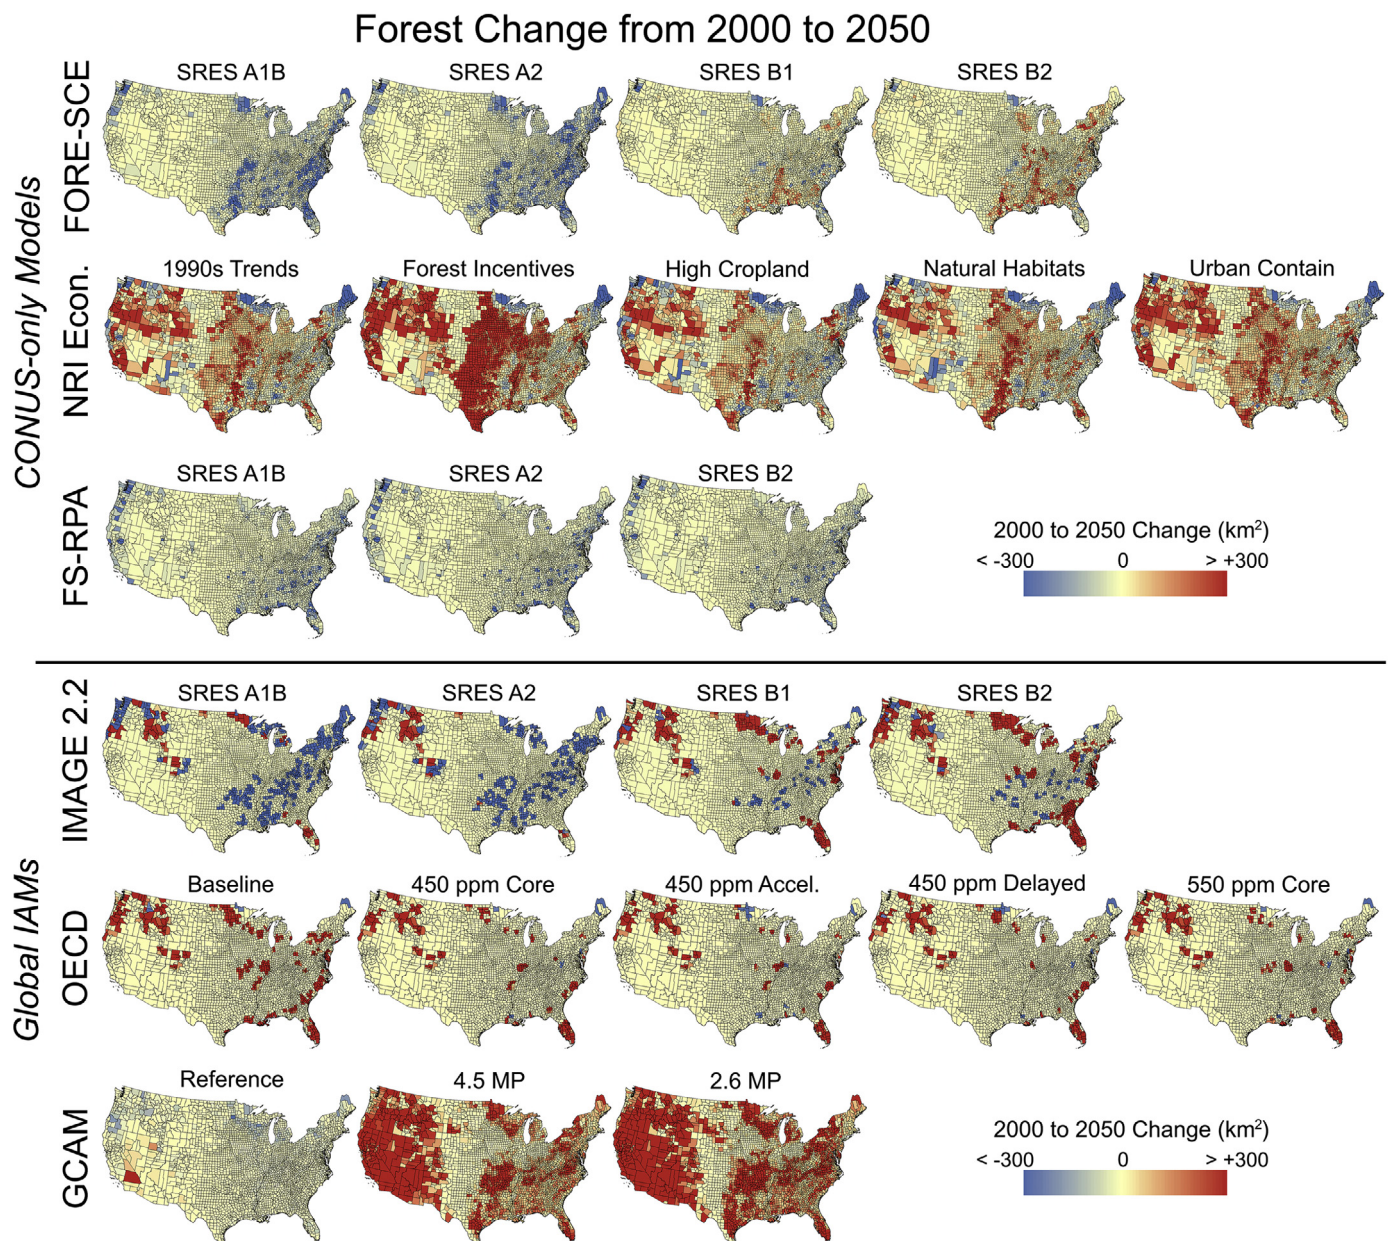 Forest Change from 2000 to 2050
CONUS-only Models
FORE-SCE
SRES A1B SRES A2 SRES B1 SRES B2
NRI Econ.
1990s Trends Forest Incentives High Cropland Natural Habitats Urban Contain
FS-RPA
SRES A1B SRES A2 SRES B2
2000 to 2050 Change (km²)
< -300 0 > +300
Global IAMs
IMAGE 2.2
SRES A1B SRES A2 SRES B1 SRES B2
OECD
Baseline 450 ppm Core 450 ppm Accel. 450 ppm Delayed 550 ppm Core
GCAM
Reference 4.5 MP 2.6 MP
2000 to 2050 Change (km²)
< -300 0 > +300